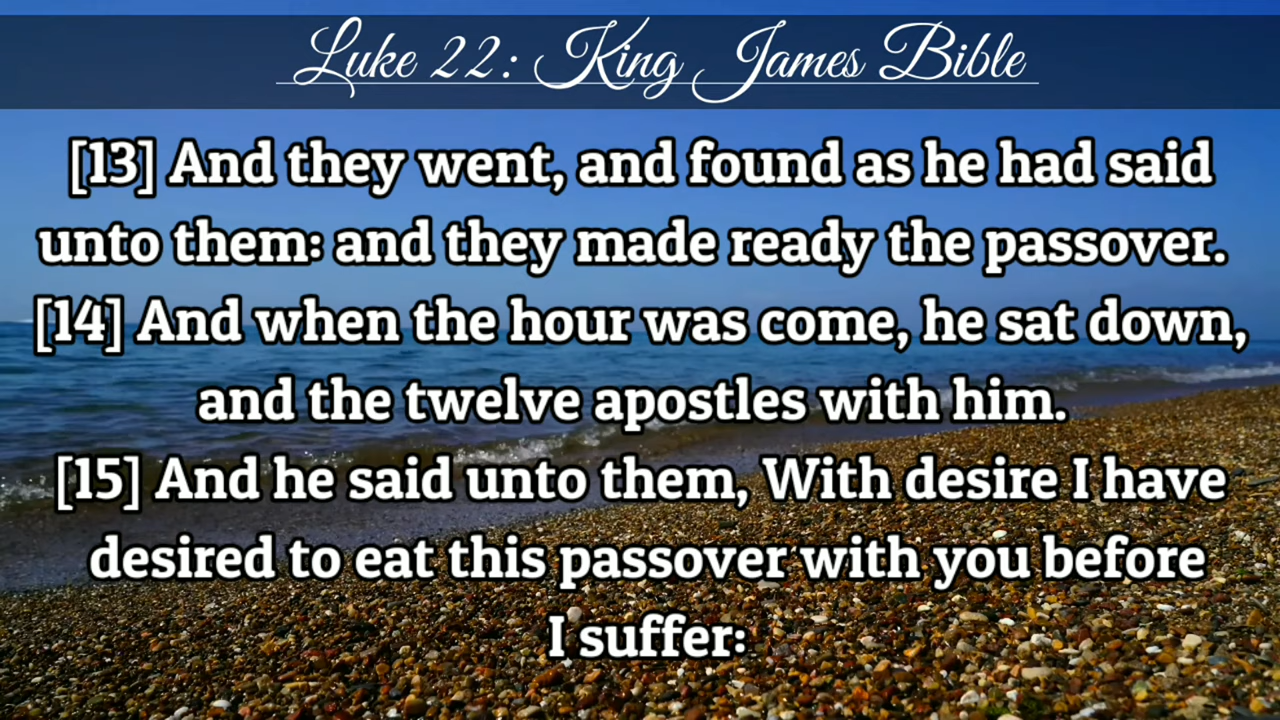 Luke 22: King James Bible
[13] And they went, and found as he had said
unto them: and they made ready the passover.
[14] And when the hour was come, he sat down,
and the twelve apostles with him.
[15] And he said unto them, With desire I have
desired to eat this passover with you before
I suffer: